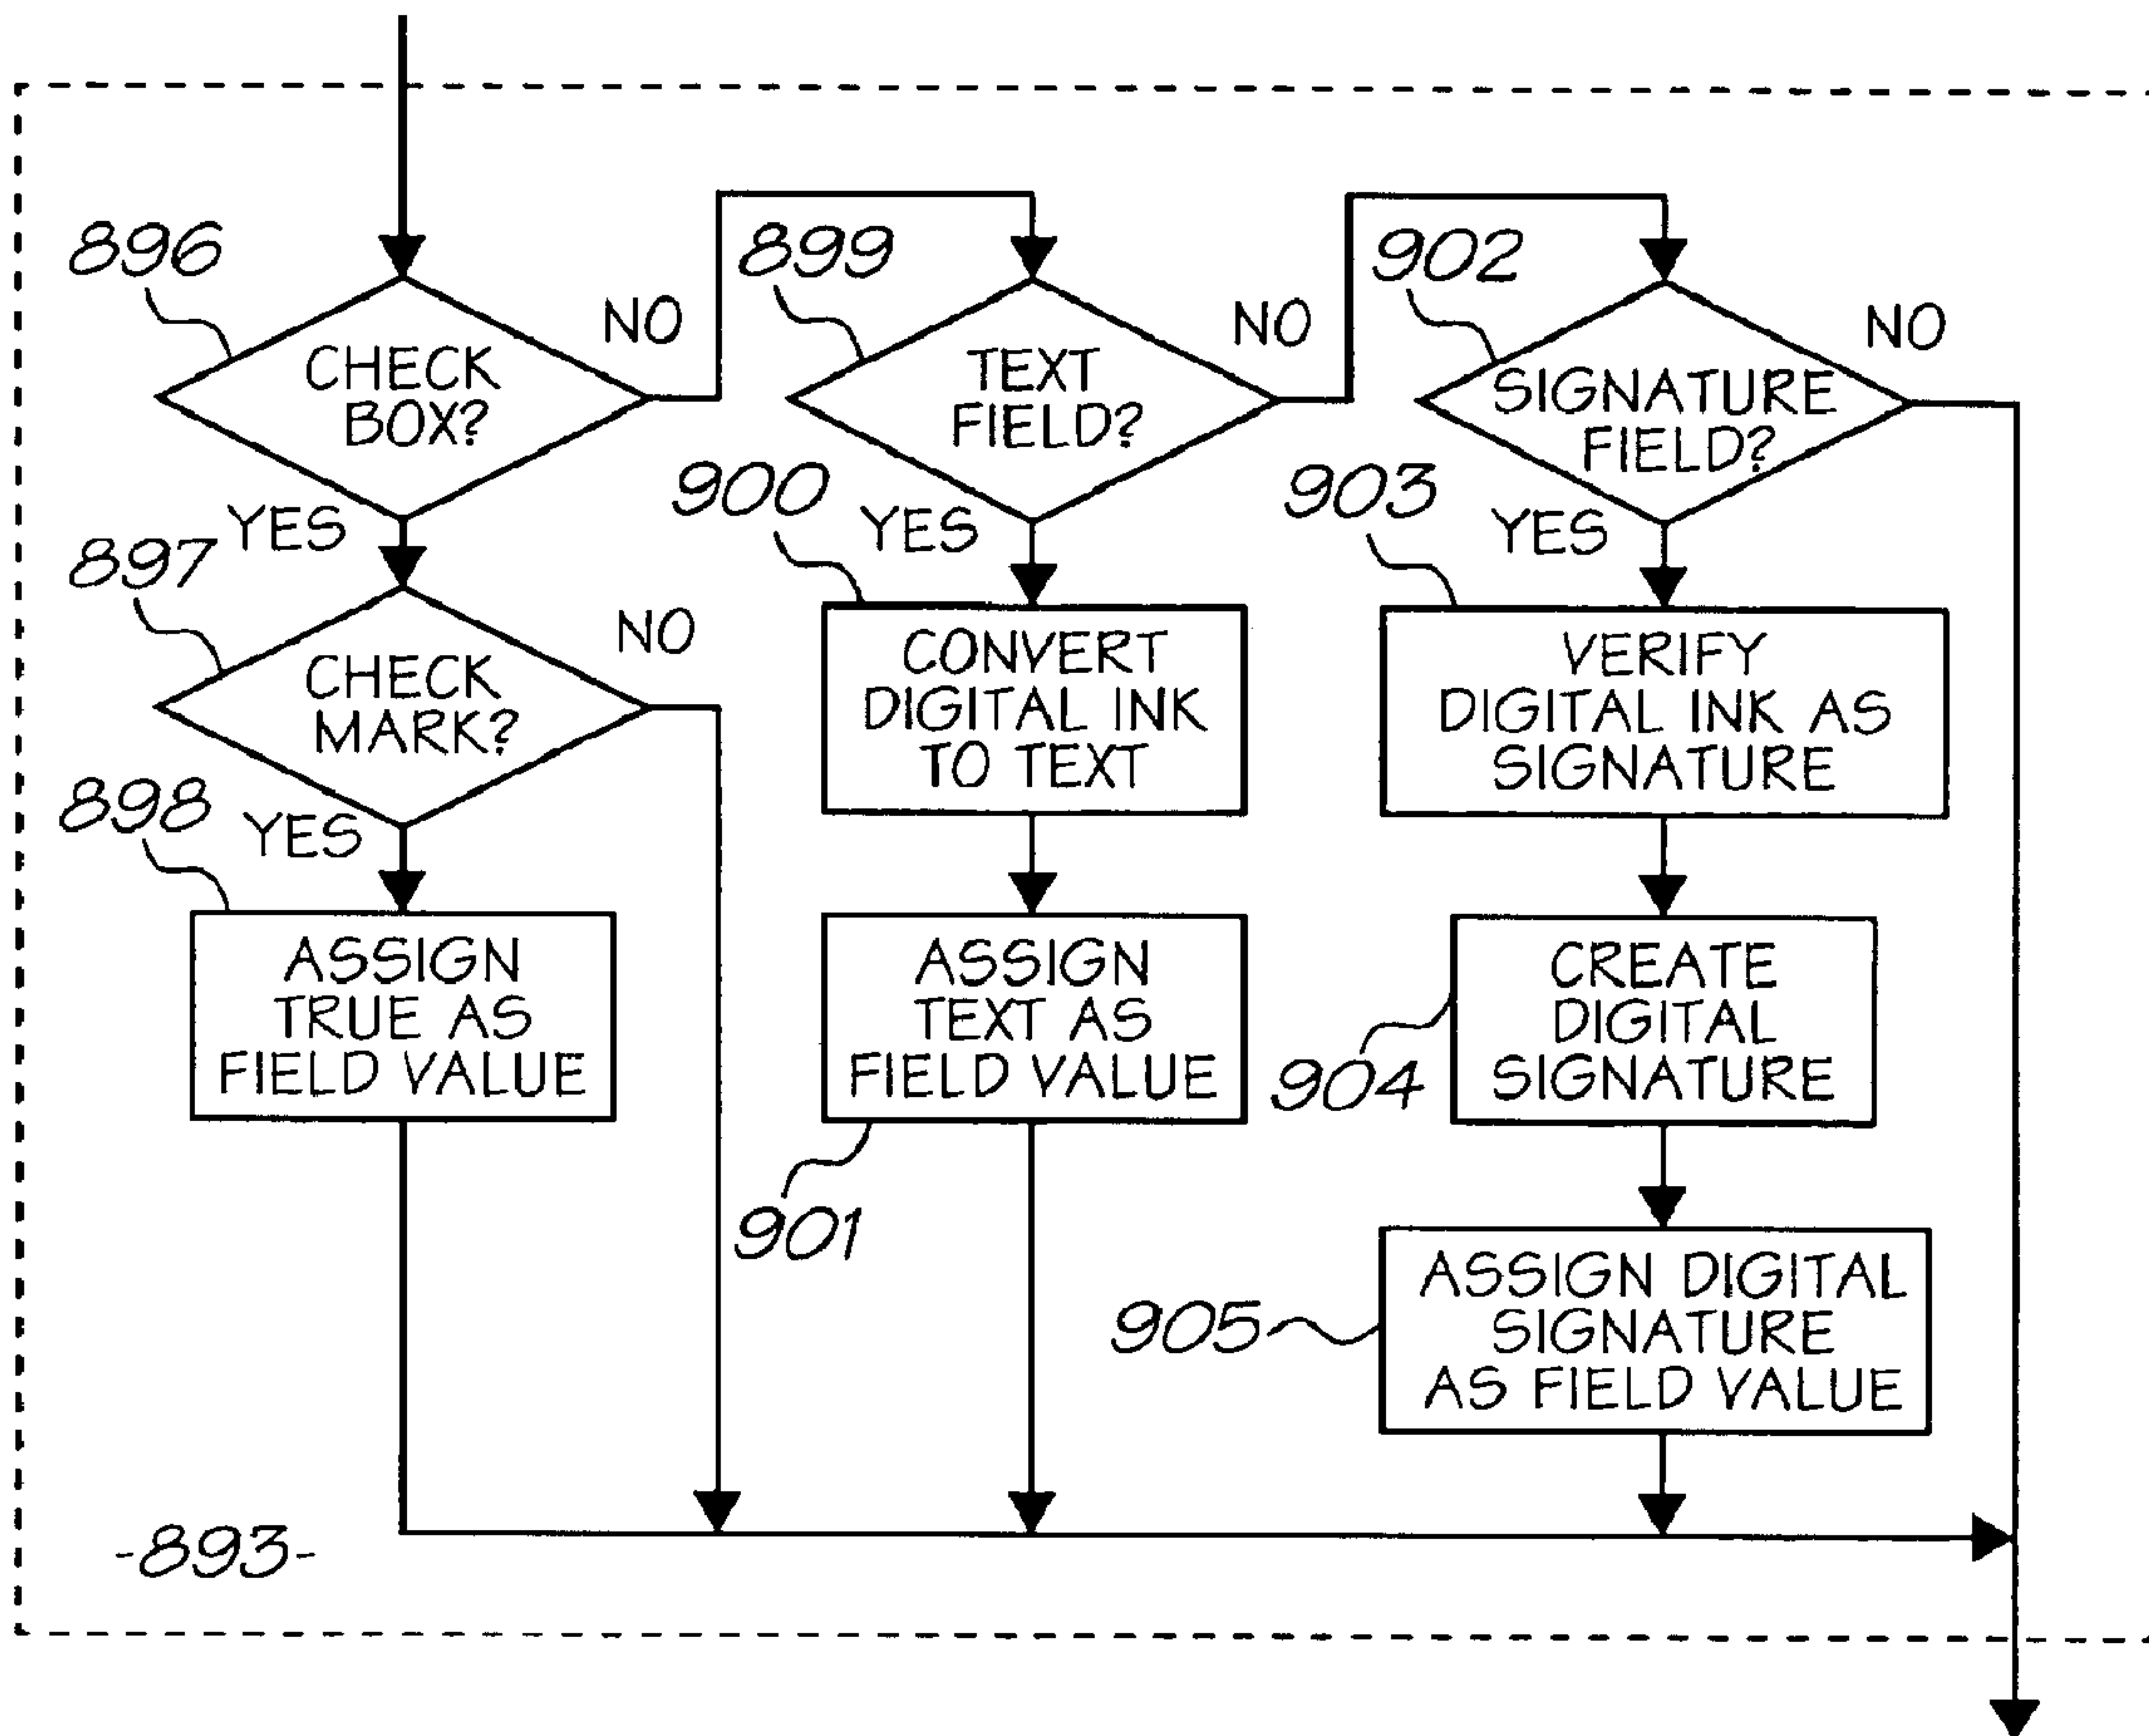 896
CHECK
BOX?
NO
YES
897
CHECK
MARK?
NO
YES
898
ASSIGN
TRUE AS
FIELD VALUE
899
TEXT
FIELD?
NO
YES
900
CONVERT
DIGITAL INK
TO TEXT
ASSIGN
TEXT AS
FIELD VALUE
901
902
SIGNATURE
FIELD?
NO
YES
903
VERIFY
DIGITAL INK AS
SIGNATURE
CREATE
DIGITAL
SIGNATURE
904
ASSIGN DIGITAL
SIGNATURE
AS FIELD VALUE
905
-893-